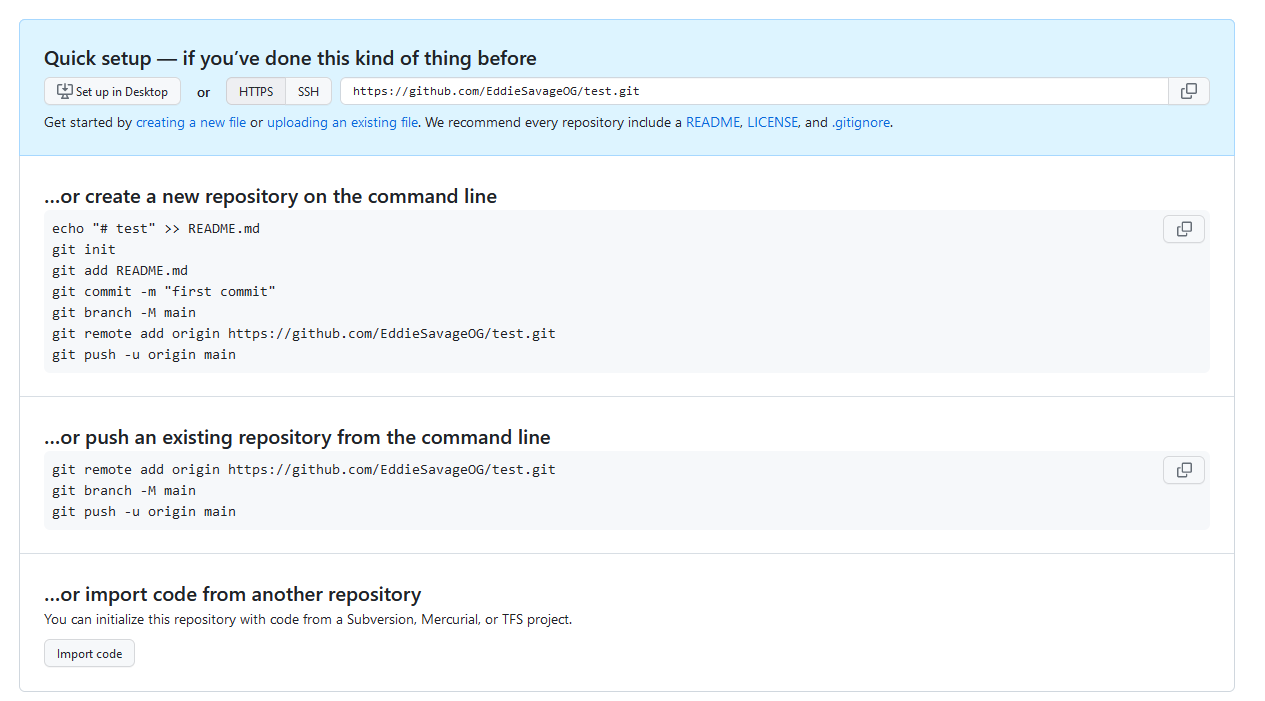 Quick setup — if you’ve done this kind of thing before
Set up in Desktop or HTTPS SSH https://github.com/EddieSavageOG/test.git
Get started by creating a new file or uploading an existing file. We recommend every repository include a README, LICENSE, and .gitignore.
…or create a new repository on the command line
echo "# test" >> README.md
git init
git add README.md
git commit -m "first commit"
git branch -M main
git remote add origin https://github.com/EddieSavageOG/test.git
git push -u origin main
…or push an existing repository from the command line
git remote add origin https://github.com/EddieSavageOG/test.git
git branch -M main
git push -u origin main
…or import code from another repository
You can initialize this repository with code from a Subversion, Mercurial, or TFS project.
Import code